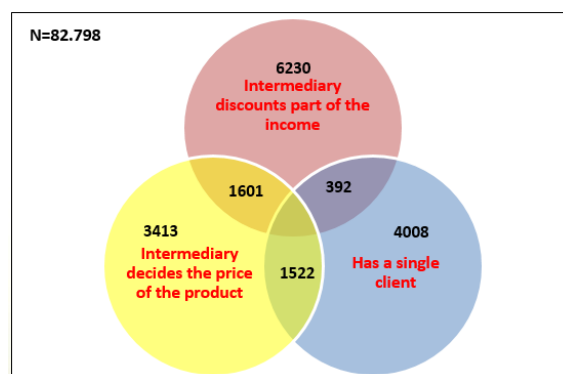 N=82.798
6230
Intermediary
discounts part of the
income
1601
392
3413
Intermediary
decides the price
of the product
1522
4008
Has a single
client